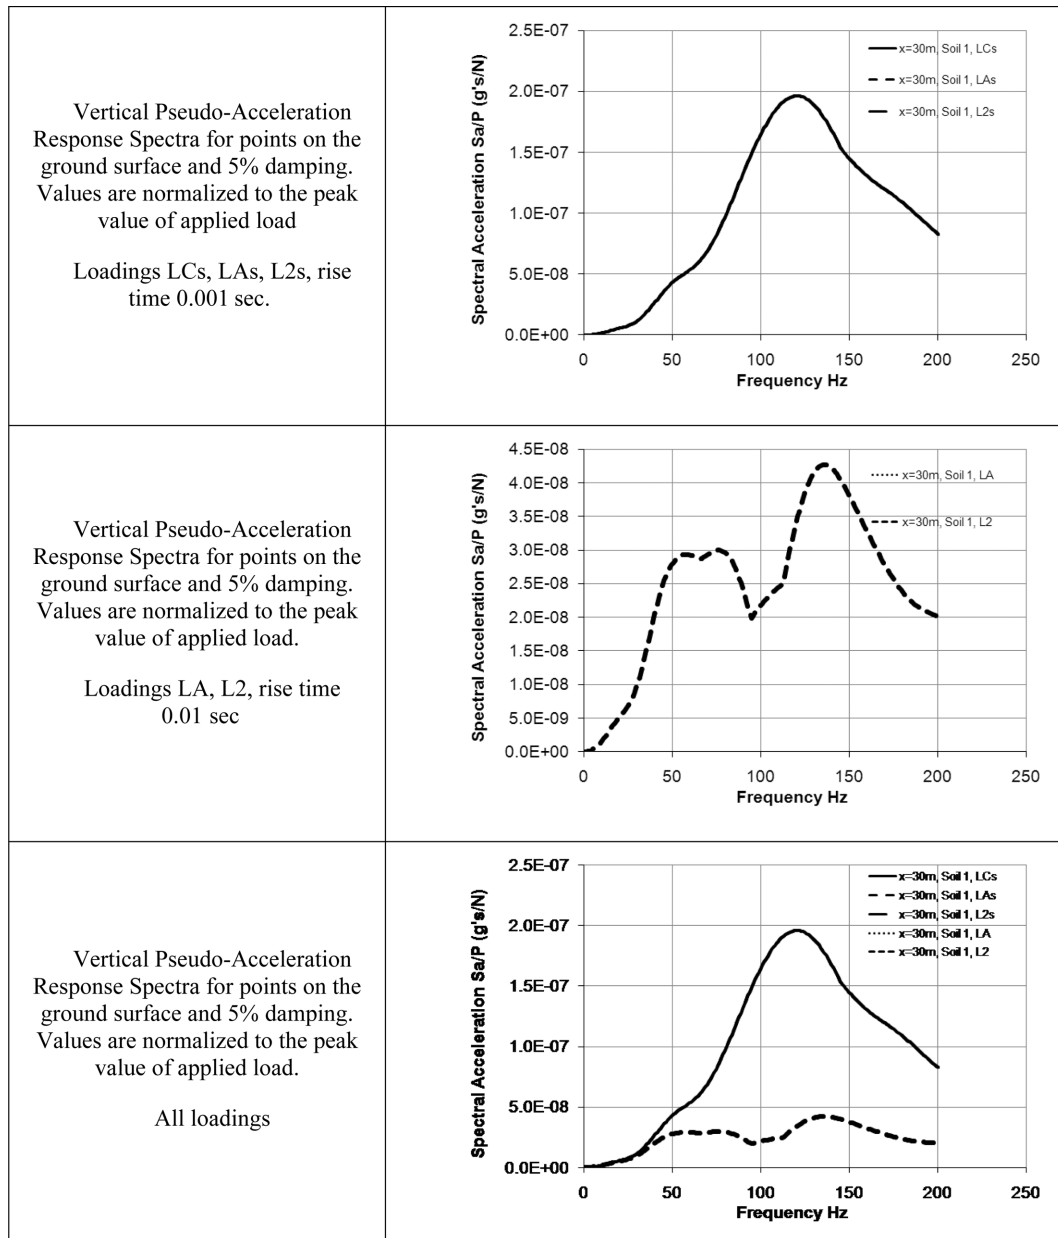 Vertical Pseudo-Acceleration
Response Spectra for points on the
ground surface and 5% damping.
Values are normalized to the peak
value of applied load
Loadings LCs, LAs, L2s, rise
time 0.001 sec.
Spectral Acceleration Sa/P (g's/N)
2.5E-07
2.0E-07
1.5E-07
1.0E-07
5.0E-08
0.0E+00
x=30m, Soil 1, LCs
x=30m, Soil 1, LAs
x=30m, Soil 1, L2s
0 50 100 150 200 250
Frequency Hz
Vertical Pseudo-Acceleration
Response Spectra for points on the
ground surface and 5% damping.
Values are normalized to the peak
value of applied load.
Loadings LA, L2, rise time
0.01 sec
Spectral Acceleration Sa/P (g's/N)
4.5E-08
4.0E-08
3.5E-08
3.0E-08
2.5E-08
2.0E-08
1.5E-08
1.0E-08
5.0E-09
0.0E+00
x=30m, Soil 1, LA
x=30m, Soil 1, L2
0 50 100 150 200 250
Frequency Hz
Vertical Pseudo-Acceleration
Response Spectra for points on the
ground surface and 5% damping.
Values are normalized to the peak
value of applied load.
All loadings
Spectral Acceleration Sa/P (g's/N)
2.5E-07
2.0E-07
1.5E-07
1.0E-07
5.0E-08
0.0E+00
x=30m, Soil 1, LCs
x=30m, Soil 1, LAs
x=30m, Soil 1, L2s
x=30m, Soil 1, LA
x=30m, Soil 1, L2
0 50 100 150 200 250
Frequency Hz